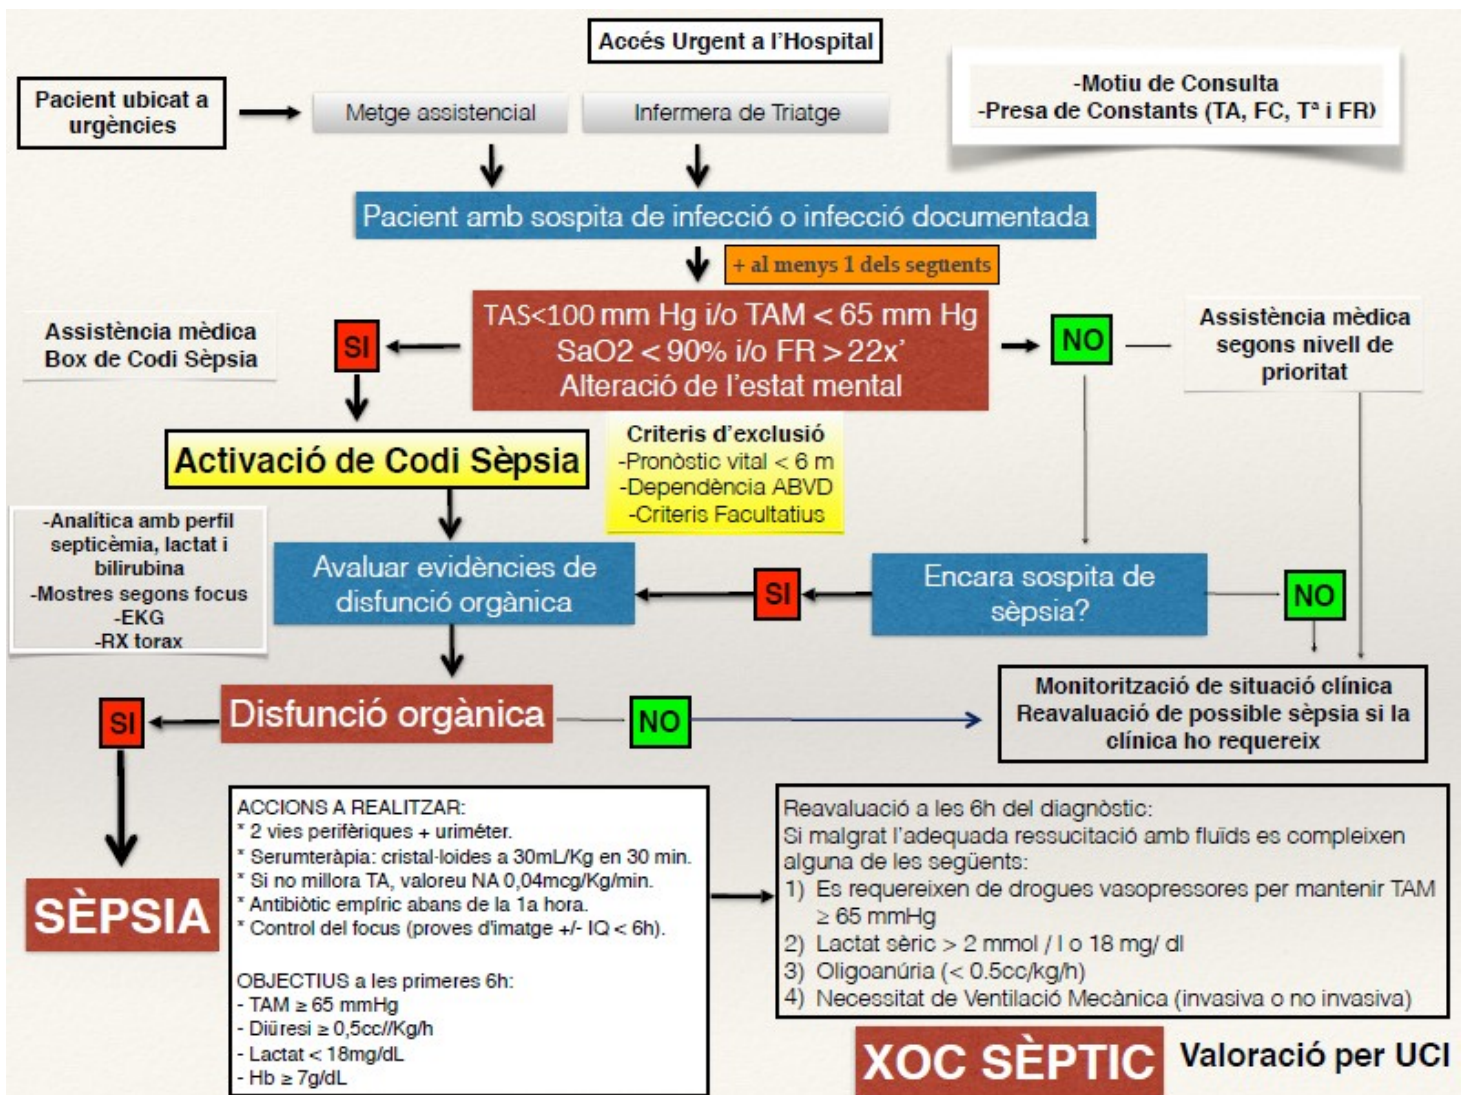 Accés Urgent a l'Hospital
Pacient ubicat a
urgències
Metge assistencial
Infermera de Triatge
-Motiu de Consulta
-Presa de Constants (TA, FC, Tª i FR)
Pacient amb sospita de infecció o infecció documentada
+ al menys 1 dels següents
TAS<100 mm Hg i/o TAM < 65 mm Hg
SaO2 < 90% i/o FR > 22x'
Alteració de l'estat mental
SI
Assistència mèdica
Box de Codi Sèpsia
NO
Assistència mèdica
segons nivell de
prioritat
Activació de Codi Sèpsia
Criteris d'exclusió
-Pronòstic vital < 6 m
-Dependència ABVD
-Criteris Facultatius
-Analítica amb perfil
septicèmia, lactat i
bilirubina
-Mostres segons focus
-EKG
-RX torax
Avaluar evidències de
disfunció orgànica
SI
Encara sospita de
sèpsia?
NO
SI
Disfunció orgànica
NO
Monitorització de situació clínica
Reavaluació de possible sèpsia si la
clínica ho requereix
SÈPSIA
ACCIONS A REALITZAR:
* 2 vies perifèriques + uriméter.
* Serumteràpia: cristal·loides a 30mL/Kg en 30 min.
* Si no millora TA, valoreu NA 0,04mcg/Kg/min.
* Antibiòtic empíric abans de la 1a hora.
* Control del focus (proves d'imatge +/- IQ < 6h).
OBJECTIUS a les primeres 6h:
- TAM ≥ 65 mmHg
- Diüresi ≥ 0,5cc//Kg/h
- Lactat < 18mg/dL
- Hb ≥ 7g/dL
Reavaluació a les 6h del diagnòstic:
Si malgrat l'adequada ressucitació amb fluïds es compleixen
alguna de les següents:
1) Es requereixen de drogues vasopressores per mantenir TAM
≥ 65 mmHg
2) Lactat sèric > 2 mmol / l o 18 mg/ dl
3) Oligoanúria (< 0.5cc/kg/h)
4) Necessitat de Ventilació Mecànica (invasiva o no invasiva)
XOC SÈPTIC
Valoració per UCI